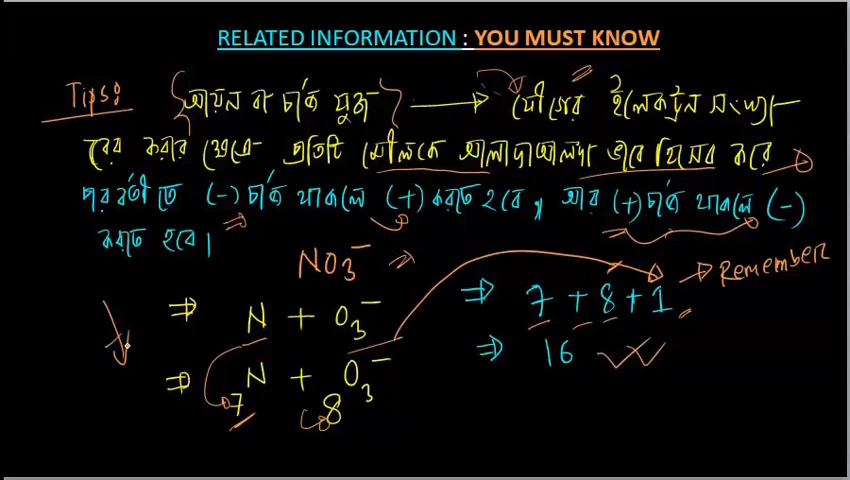 RELATED INFORMATION : YOU MUST KNOW
Tips: {আয়ন বা চার্জ যুক্ত} → যৌগের ইলেকট্রন সংখ্যা
বের করার ক্ষেত্রে প্রতিটি মৌলকে আলাদা আলাদা ভাবে হিসেব করে
পরবর্তীতে (-) চার্জ থাকলে (+) করতে হবে, আর (+) চার্জ থাকলে (-)
করতে হবে।
NO₃⁻
⇒ N + O₃⁻
⇒ ₇N + O₃⁻
8
⇒ 7 + 8 + 1 → Remember
⇒ 16